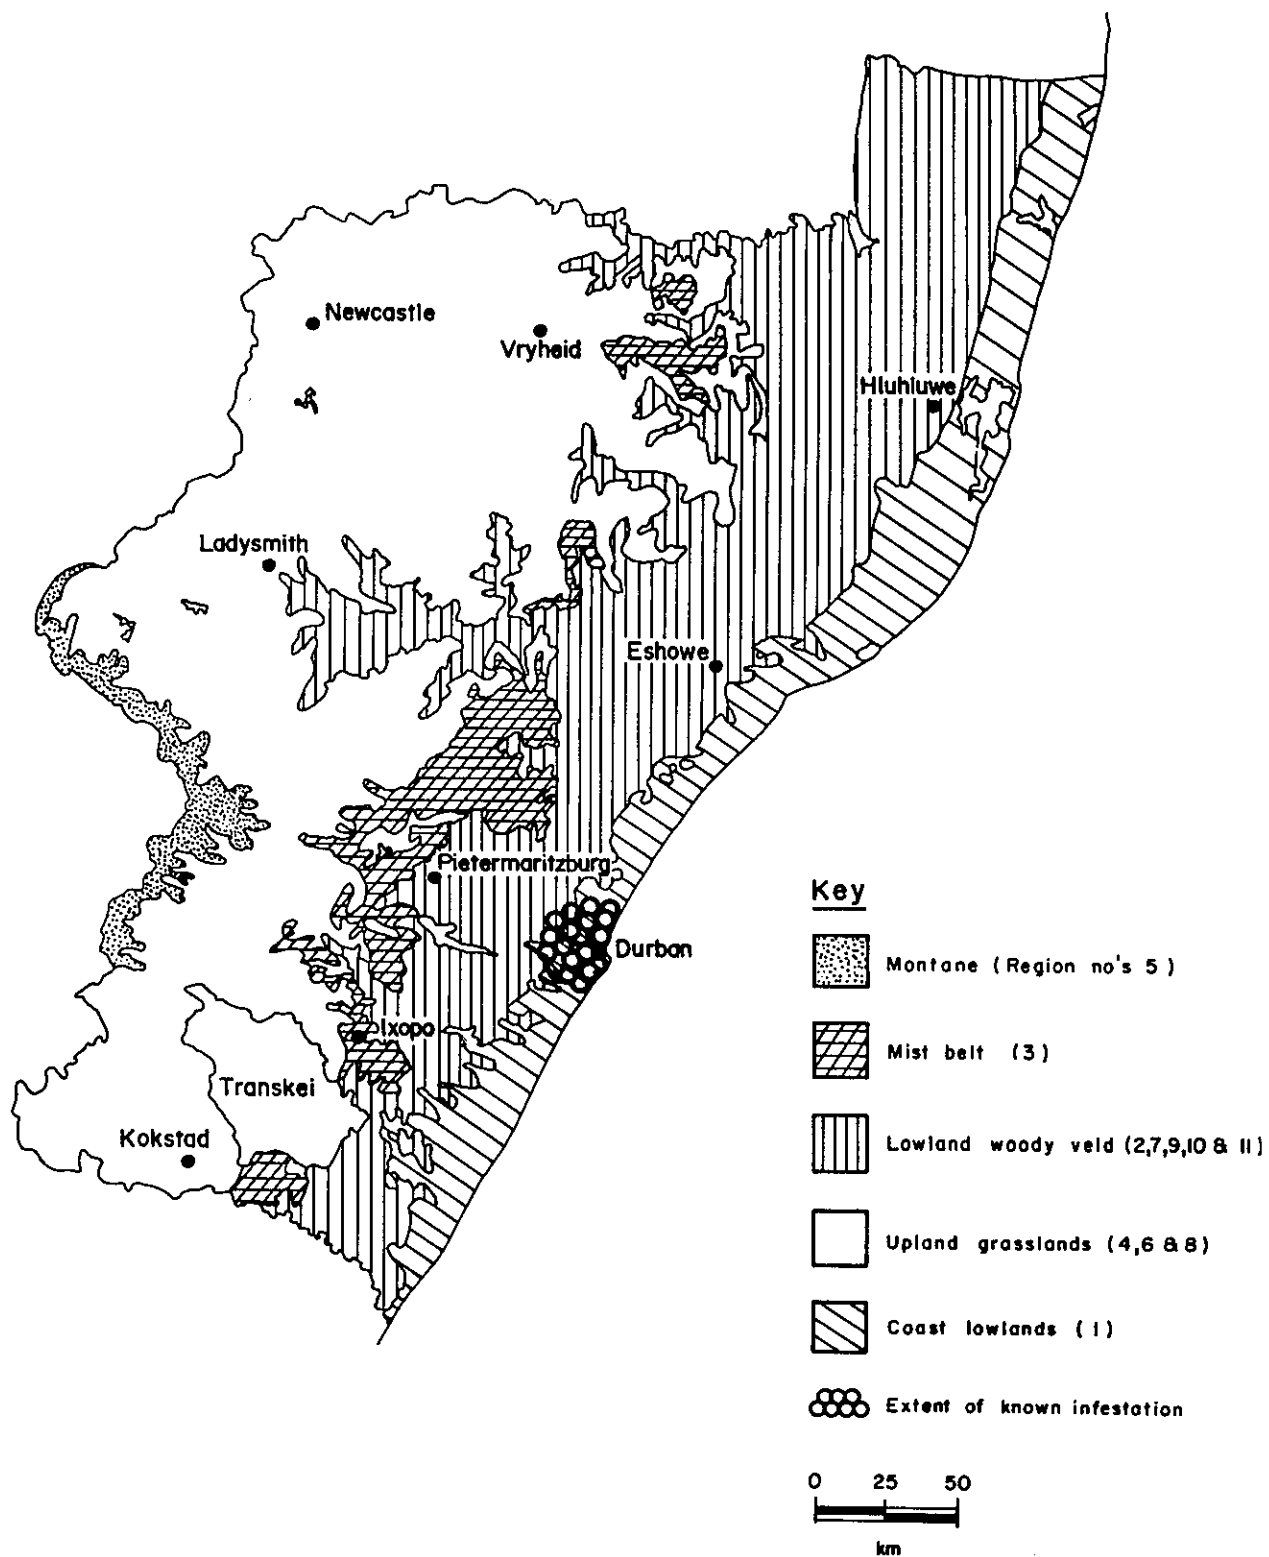 Newcastle
Vryheid
Hluhluwe
Ladysmith
Eshowe
Pietermaritzburg
Durban
Ixopo
Transkei
Kokstad
Key
Montane (Region no's 5)
Mist belt (3)
Lowland woody veld (2,7,9,10 & 11)
Upland grasslands (4,6 & 8)
Coast lowlands (1)
Extent of known infestation
0 25 50
km